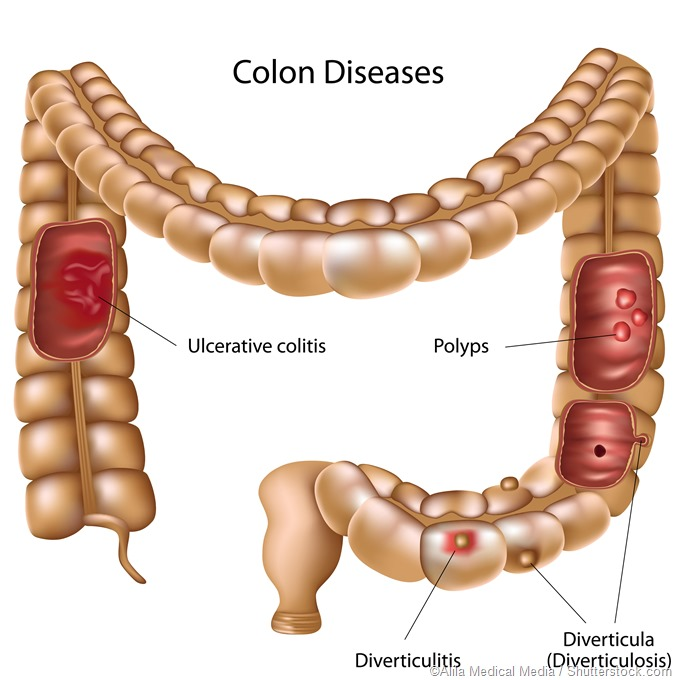 Colon Diseases
Ulcerative colitis
Polyps
Diverticulitis
Diverticula
(Diverticulosis)
©Alila Medical Media / Shutterstock.com